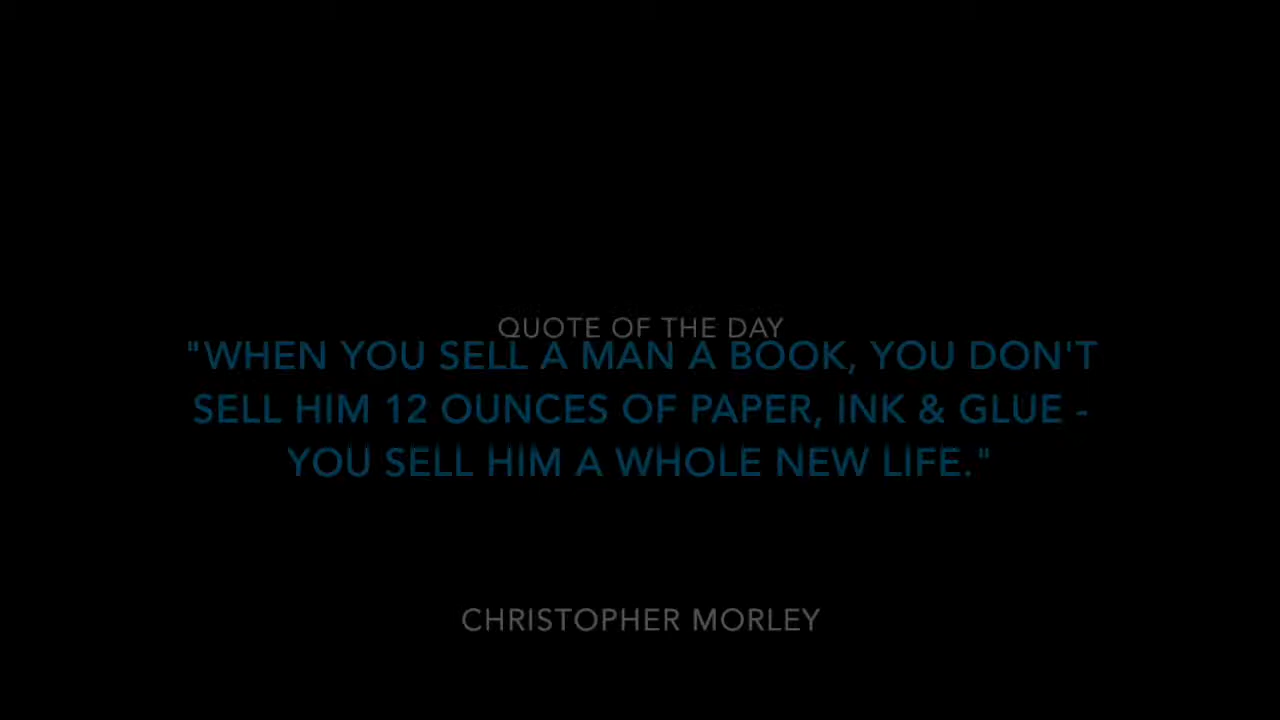 QUOTE OF THE DAY
"WHEN YOU SELL A MAN A BOOK, YOU DON'T
SELL HIM 12 OUNCES OF PAPER, INK & GLUE -
YOU SELL HIM A WHOLE NEW LIFE."
CHRISTOPHER MORLEY